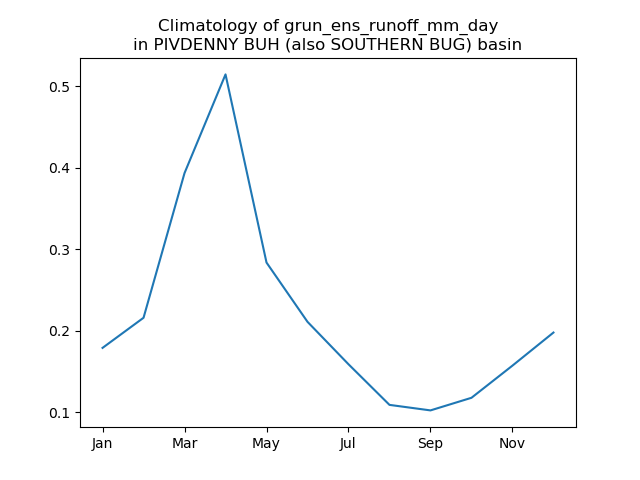 Climatology of grun_ens_runoff_mm_day
in PIVDENNY BUH (also SOUTHERN BUG) basin
0.5
0.4
0.3
0.2
0.1
Jan Mar May Jul Sep Nov